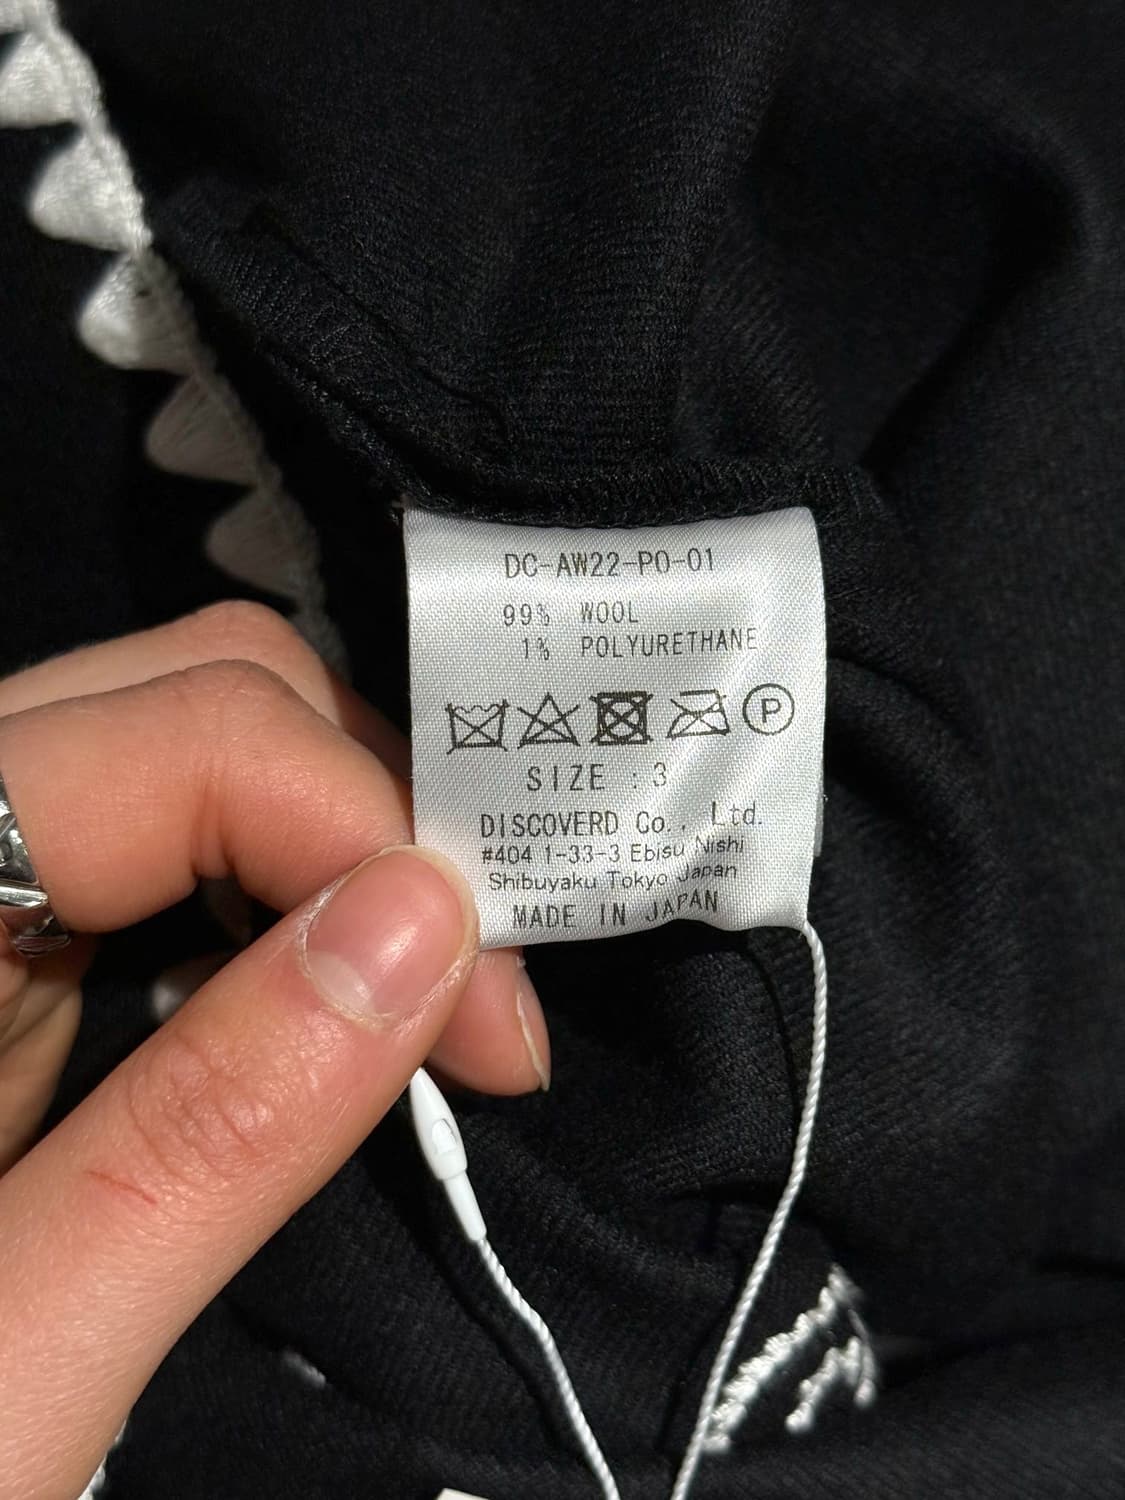 DC-AW22-PO-01
99% WOOL
1% POLYURETHANE
P
SIZE : 3
DISCOVERD Co., Ltd.
#404 1-33-3 Ebisu Nishi
Shibuyaku Tokyo Japan
MADE IN JAPAN